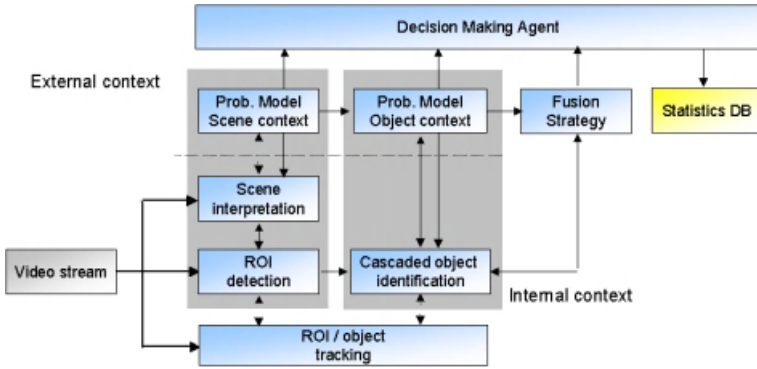 Decision Making Agent
External context
Prob. Model
Scene context
Prob. Model
Object context
Fusion
Strategy
Statistics DB
Scene
interpretation
Video stream
ROI
detection
Cascaded object
identification
Internal context
ROI / object
tracking